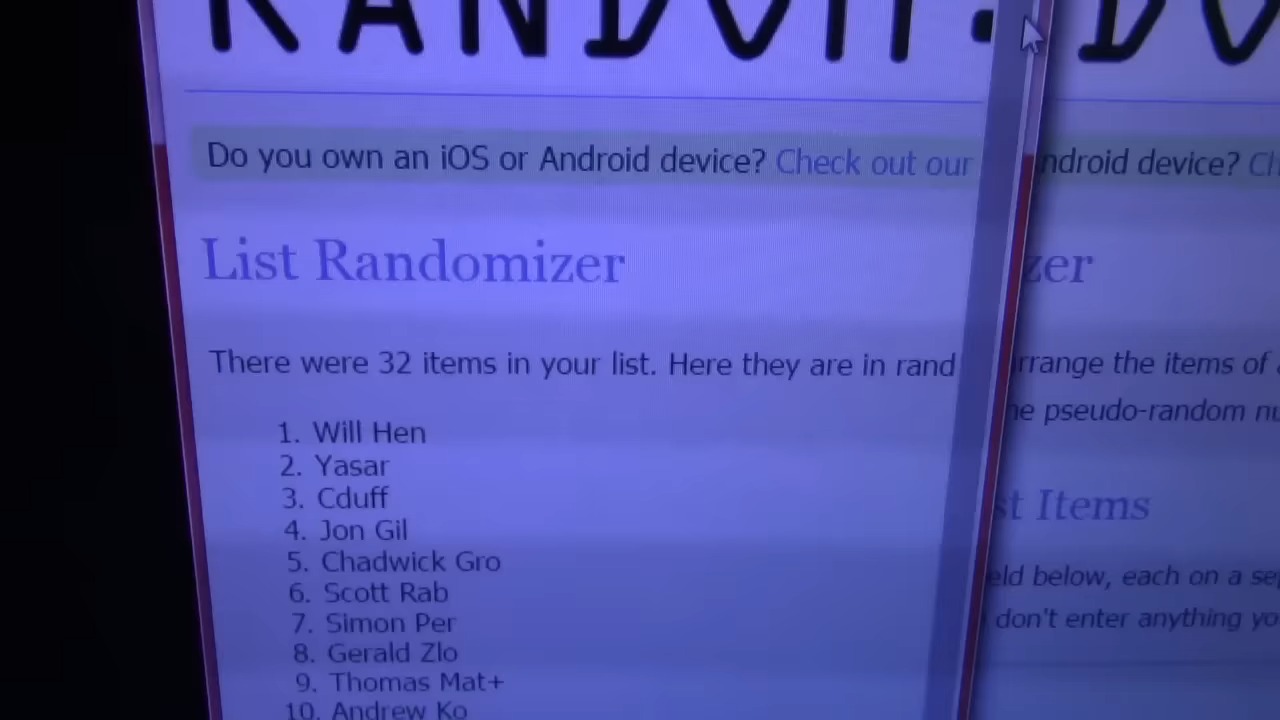 RANDOM. DO
Do you own an iOS or Android device? Check out our
ndroid device? Ch
List Randomizer
zer
There were 32 items in your list. Here they are in rand
rrange the items of
he pseudo-random nu
1. Will Hen
2. Yasar
3. Cduff
4. Jon Gil
5. Chadwick Gro
6. Scott Rab
7. Simon Per
8. Gerald Zlo
9. Thomas Mat+
10. Andrew Ko
st Items
eld below, each on a se
don't enter anything yo